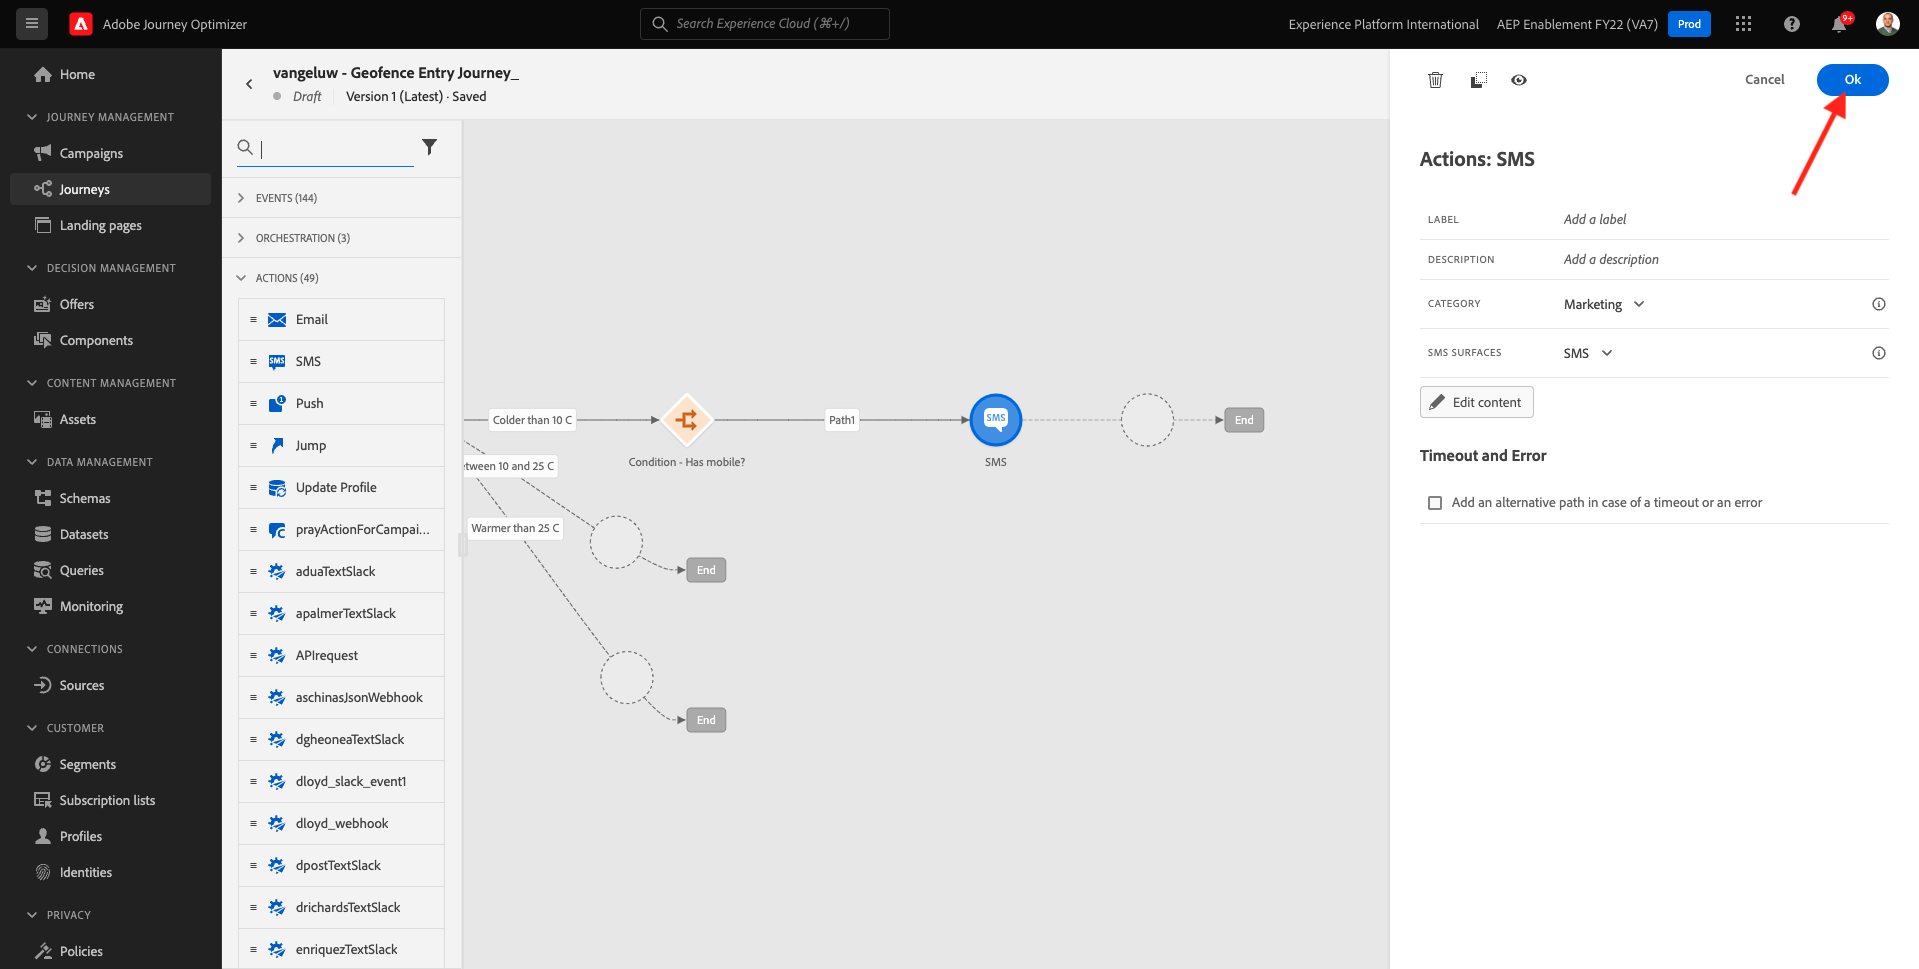 Adobe Journey Optimizer
Search Experience Cloud (⌘+/)
Experience Platform International
AEP Enablement FY22 (VA7)
Prod
9+
Home
JOURNEY MANAGEMENT
Campaigns
Journeys
Landing pages
DECISION MANAGEMENT
Offers
Components
CONTENT MANAGEMENT
Assets
DATA MANAGEMENT
Schemas
Datasets
Queries
Monitoring
CONNECTIONS
Sources
CUSTOMER
Segments
Subscription lists
Profiles
Identities
PRIVACY
Policies
vangeluw - Geofence Entry Journey_
Draft
Version 1 (Latest) · Saved
EVENTS (144)
ORCHESTRATION (3)
ACTIONS (49)
Email
SMS
SMS
Push
Jump
Update Profile
prayActionForCampai...
aduaTextSlack
apalmerTextSlack
APIrequest
aschinasJsonWebhook
dgheoneaTextSlack
dloyd_slack_event1
dloyd_webhook
dpostTextSlack
drichardsTextSlack
enriquezTextSlack
Colder than 10 C
Condition - Has mobile?
Path1
SMS
SMS
End
etween 10 and 25 C
Warmer than 25 C
End
End
Cancel
Ok
Actions: SMS
LABEL
Add a label
DESCRIPTION
Add a description
CATEGORY
Marketing
SMS SURFACES
SMS
Edit content
Timeout and Error
Add an alternative path in case of a timeout or an error